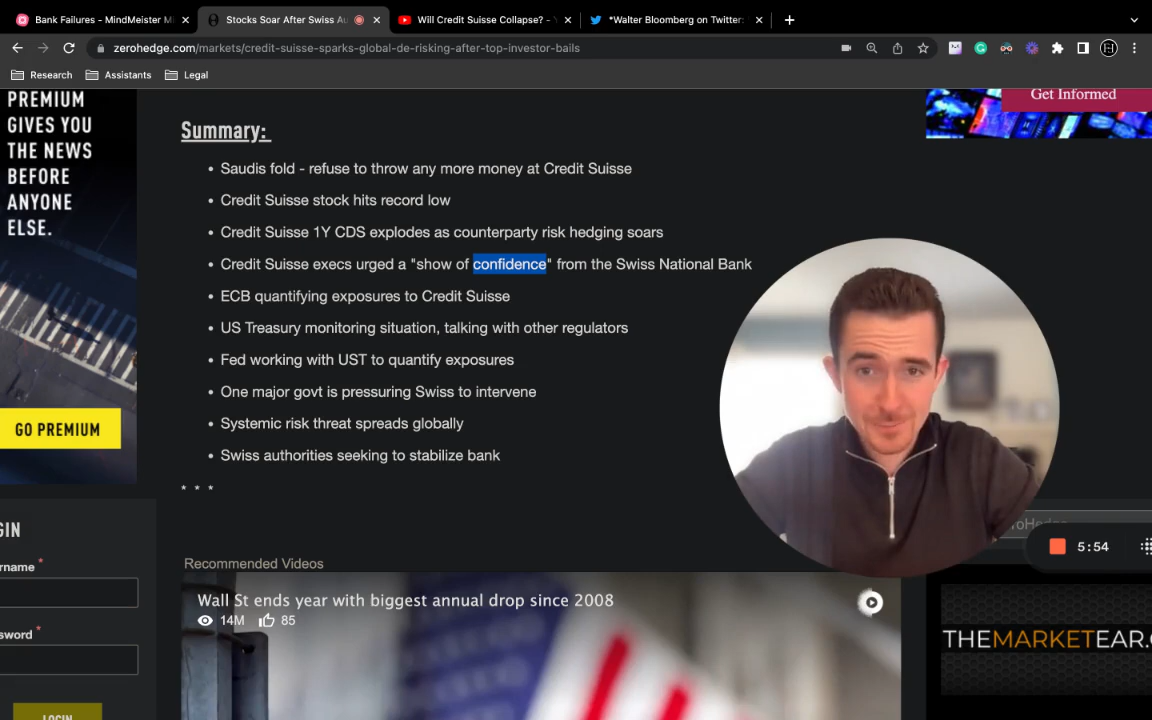 Bank Failures - MindMeister Mi
Stocks Soar After Swiss Au
Will Credit Suisse Collapse? - Y
*Walter Bloomberg on Twitter:
zerohedge.com/markets/credit-suisse-sparks-global-de-risking-after-top-investor-bails
Research
Assistants
Legal
PREMIUM
GIVES YOU
THE NEWS
BEFORE
ANYONE
ELSE.
GO PREMIUM
Get Informed
Summary:
• Saudis fold - refuse to throw any more money at Credit Suisse
• Credit Suisse stock hits record low
• Credit Suisse 1Y CDS explodes as counterparty risk hedging soars
• Credit Suisse execs urged a "show of confidence" from the Swiss National Bank
• ECB quantifying exposures to Credit Suisse
• US Treasury monitoring situation, talking with other regulators
• Fed working with UST to quantify exposures
• One major govt is pressuring Swiss to intervene
• Systemic risk threat spreads globally
• Swiss authorities seeking to stabilize bank
* * *
GIN
rname *
sword *
LOGIN
Recommended Videos
Wall St ends year with biggest annual drop since 2008
14M
85
roHedge
5:54
THEMARKETEAR.C